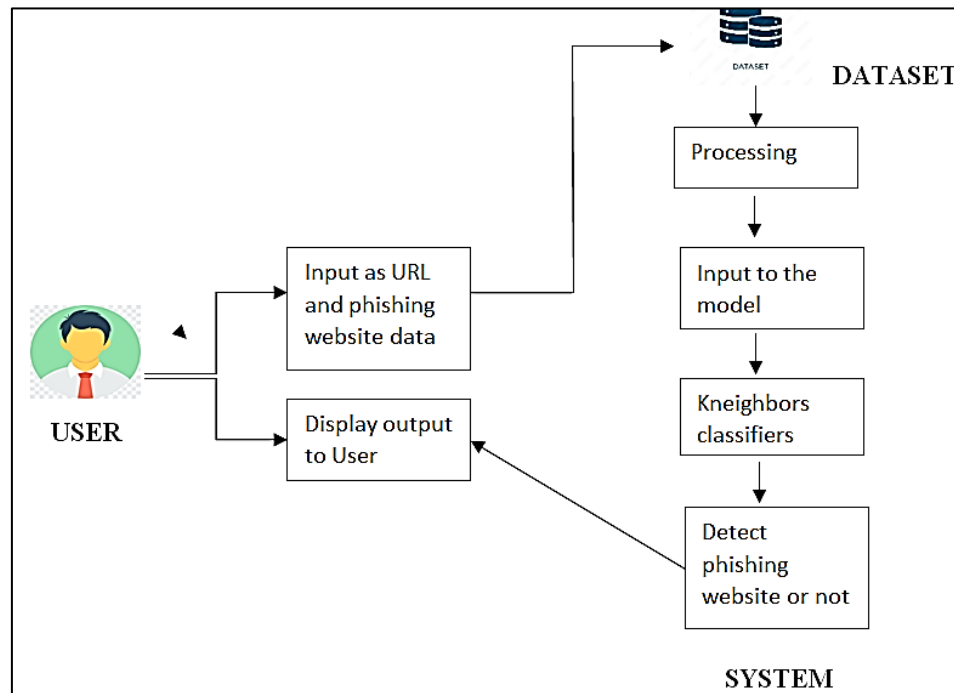 DATASET
DATASET
Processing
Input as URL
and phishing
website data
Input to the
model
USER
Display output
to User
Kneighbors
classifiers
Detect
phishing
website or not
SYSTEM